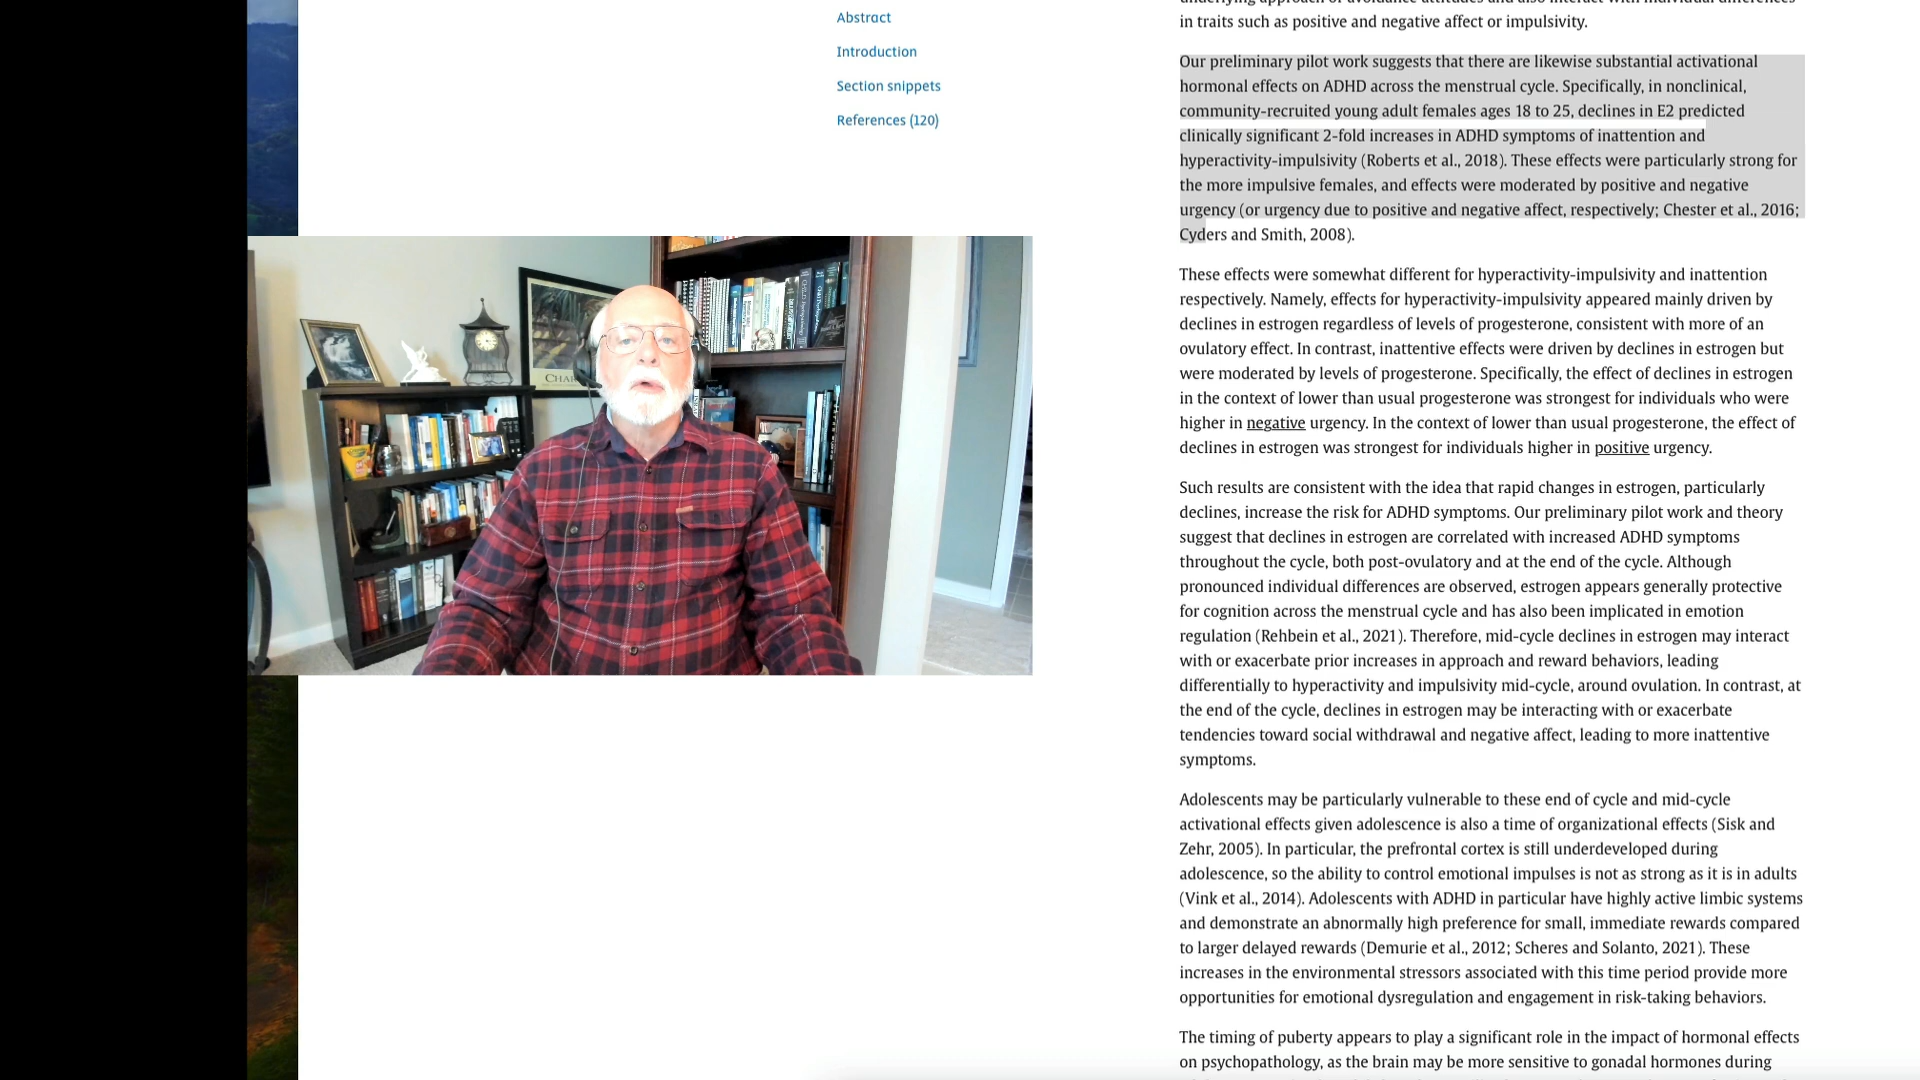 Abstract
Introduction
Section snippets
References (120)
in traits such as positive and negative affect or impulsivity.
Our preliminary pilot work suggests that there are likewise substantial activational
hormonal effects on ADHD across the menstrual cycle. Specifically, in nonclinical,
community-recruited young adult females ages 18 to 25, declines in E2 predicted
clinically significant 2-fold increases in ADHD symptoms of inattention and
hyperactivity-impulsivity (Roberts et al., 2018). These effects were particularly strong for
the more impulsive females, and effects were moderated by positive and negative
urgency (or urgency due to positive and negative affect, respectively; Chester et al., 2016;
Cyders and Smith, 2008).
These effects were somewhat different for hyperactivity-impulsivity and inattention
respectively. Namely, effects for hyperactivity-impulsivity appeared mainly driven by
declines in estrogen regardless of levels of progesterone, consistent with more of an
ovulatory effect. In contrast, inattentive effects were driven by declines in estrogen but
were moderated by levels of progesterone. Specifically, the effect of declines in estrogen
in the context of lower than usual progesterone was strongest for individuals who were
higher in negative urgency. In the context of lower than usual progesterone, the effect of
declines in estrogen was strongest for individuals higher in positive urgency.
Such results are consistent with the idea that rapid changes in estrogen, particularly
declines, increase the risk for ADHD symptoms. Our preliminary pilot work and theory
suggest that declines in estrogen are correlated with increased ADHD symptoms
throughout the cycle, both post-ovulatory and at the end of the cycle. Although
pronounced individual differences are observed, estrogen appears generally protective
for cognition across the menstrual cycle and has also been implicated in emotion
regulation (Rehbein et al., 2021). Therefore, mid-cycle declines in estrogen may interact
with or exacerbate prior increases in approach and reward behaviors, leading
differentially to hyperactivity and impulsivity mid-cycle, around ovulation. In contrast, at
the end of the cycle, declines in estrogen may be interacting with or exacerbate
tendencies toward social withdrawal and negative affect, leading to more inattentive
symptoms.
Adolescents may be particularly vulnerable to these end of cycle and mid-cycle
activational effects given adolescence is also a time of organizational effects (Sisk and
Zehr, 2005). In particular, the prefrontal cortex is still underdeveloped during
adolescence, so the ability to control emotional impulses is not as strong as it is in adults
(Vink et al., 2014). Adolescents with ADHD in particular have highly active limbic systems
and demonstrate an abnormally high preference for small, immediate rewards compared
to larger delayed rewards (Demurie et al., 2012; Scheres and Solanto, 2021). These
increases in the environmental stressors associated with this time period provide more
opportunities for emotional dysregulation and engagement in risk-taking behaviors.
The timing of puberty appears to play a significant role in the impact of hormonal effects
on psychopathology, as the brain may be more sensitive to gonadal hormones during